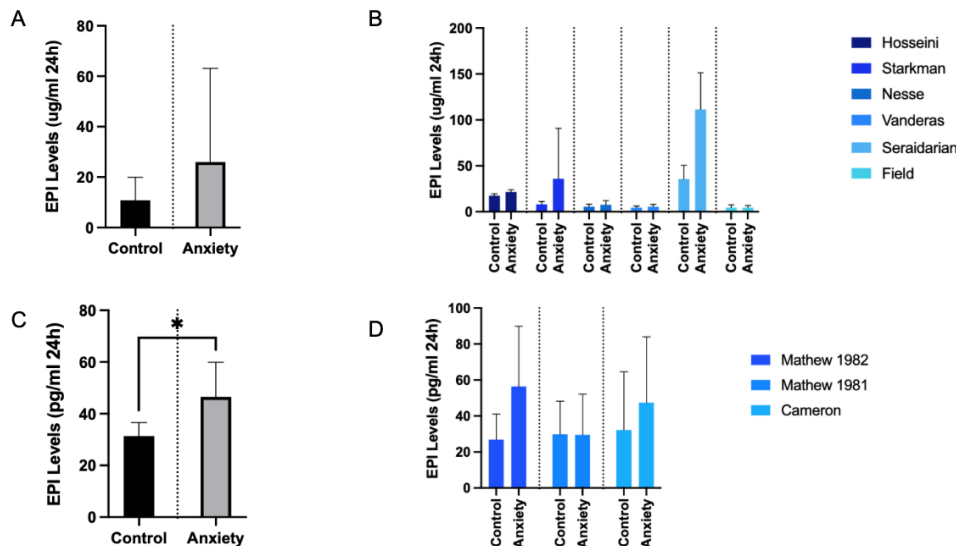 A
EPI Levels (ug/ml 24h)
80
60
40
20
0
Control Anxiety
B
EPI Levels (ug/ml 24h)
200
150
100
50
0
Control Anxiety Control Anxiety Control Anxiety Control Anxiety Control Anxiety Control Anxiety
Hosseini
Starkman
Nesse
Vanderas
Seraidarian
Field
C
EPI Levels (pg/ml 24h)
80
60
40
20
0
*
Control Anxiety
D
EPI Levels (pg/ml 24h)
100
80
60
40
20
0
Control Anxiety Control Anxiety Control Anxiety
Mathew 1982
Mathew 1981
Cameron